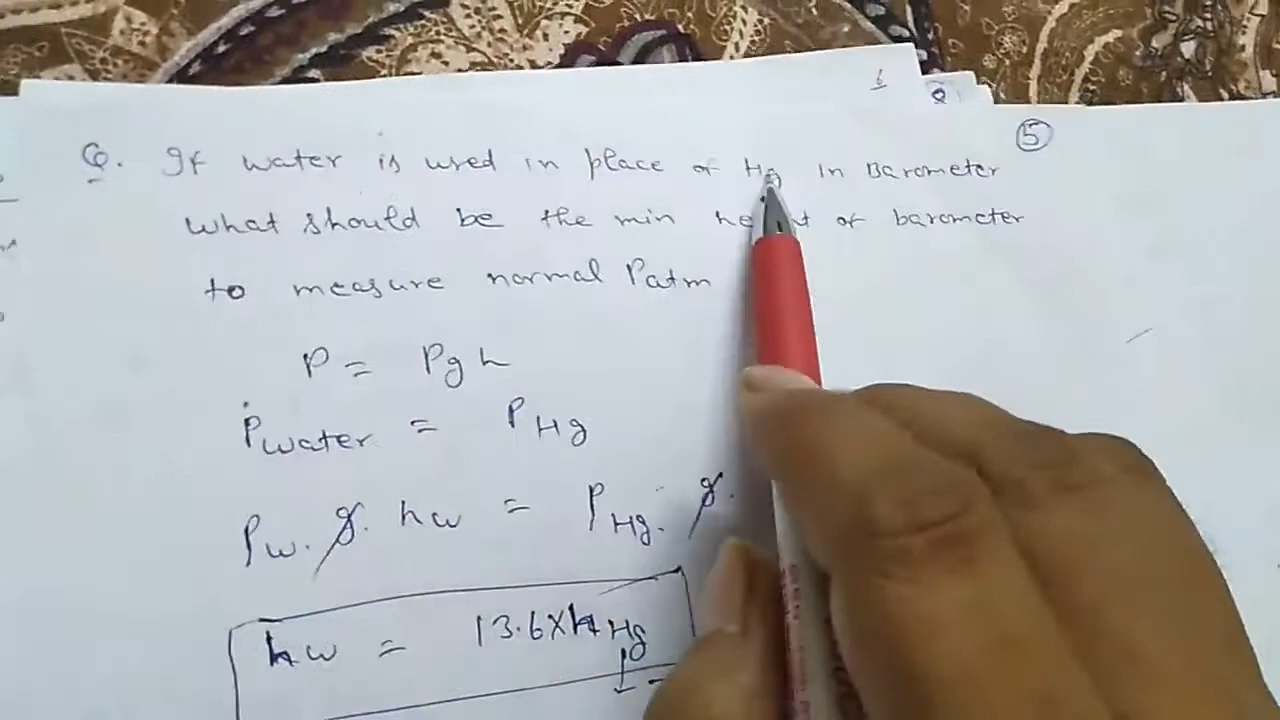 6
Q
5
Q. If water is used in place of Hg in Barometer
What should be the min of barometer
to measure normal Patm
P = ρgh
Pwater = PHg
ρw. g. hw = ρHg. g.
hw = 13.6×hHg